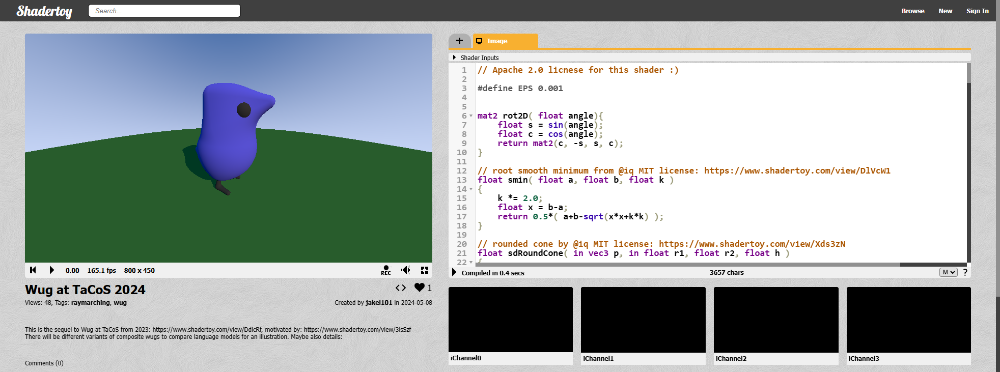 Shadertoy
Search...
Browse
New
Sign In
0.00
165.1 fps
800 x 450
REC
Wug at TaCoS 2024
1
Views: 48, Tags: raymarching, wug
Created by jakel101 in 2024-05-08
This is the sequel to Wug at TaCoS from 2023: https://www.shadertoy.com/view/DdlcRf, motivated by: https://www.shadertoy.com/view/3lsSzf
There will be different variants of composite wugs to compare language models for an illustration. Maybe also details:
Comments (0)
+
Image
Shader Inputs
1 // Apache 2.0 licnese for this shader :)
2
3 #define EPS 0.001
4
5
6 mat2 rot2D( float angle){
7     float s = sin(angle);
8     float c = cos(angle);
9     return mat2(c, -s, s, c);
10 }
11
12 // root smooth minimum from @iq MIT license: https://www.shadertoy.com/view/DlVcW1
13 float smin( float a, float b, float k )
14 {
15     k *= 2.0;
16     float x = b-a;
17     return 0.5*( a+b-sqrt(x*x+k*k) );
18 }
19
20 // rounded cone by @iq MIT license: https://www.shadertoy.com/view/Xds3zN
21 float sdRoundCone( in vec3 p, in float r1, float r2, float h )
22 {
Compiled in 0.4 secs
3657 chars
M
?
iChannel0
iChannel1
iChannel2
iChannel3